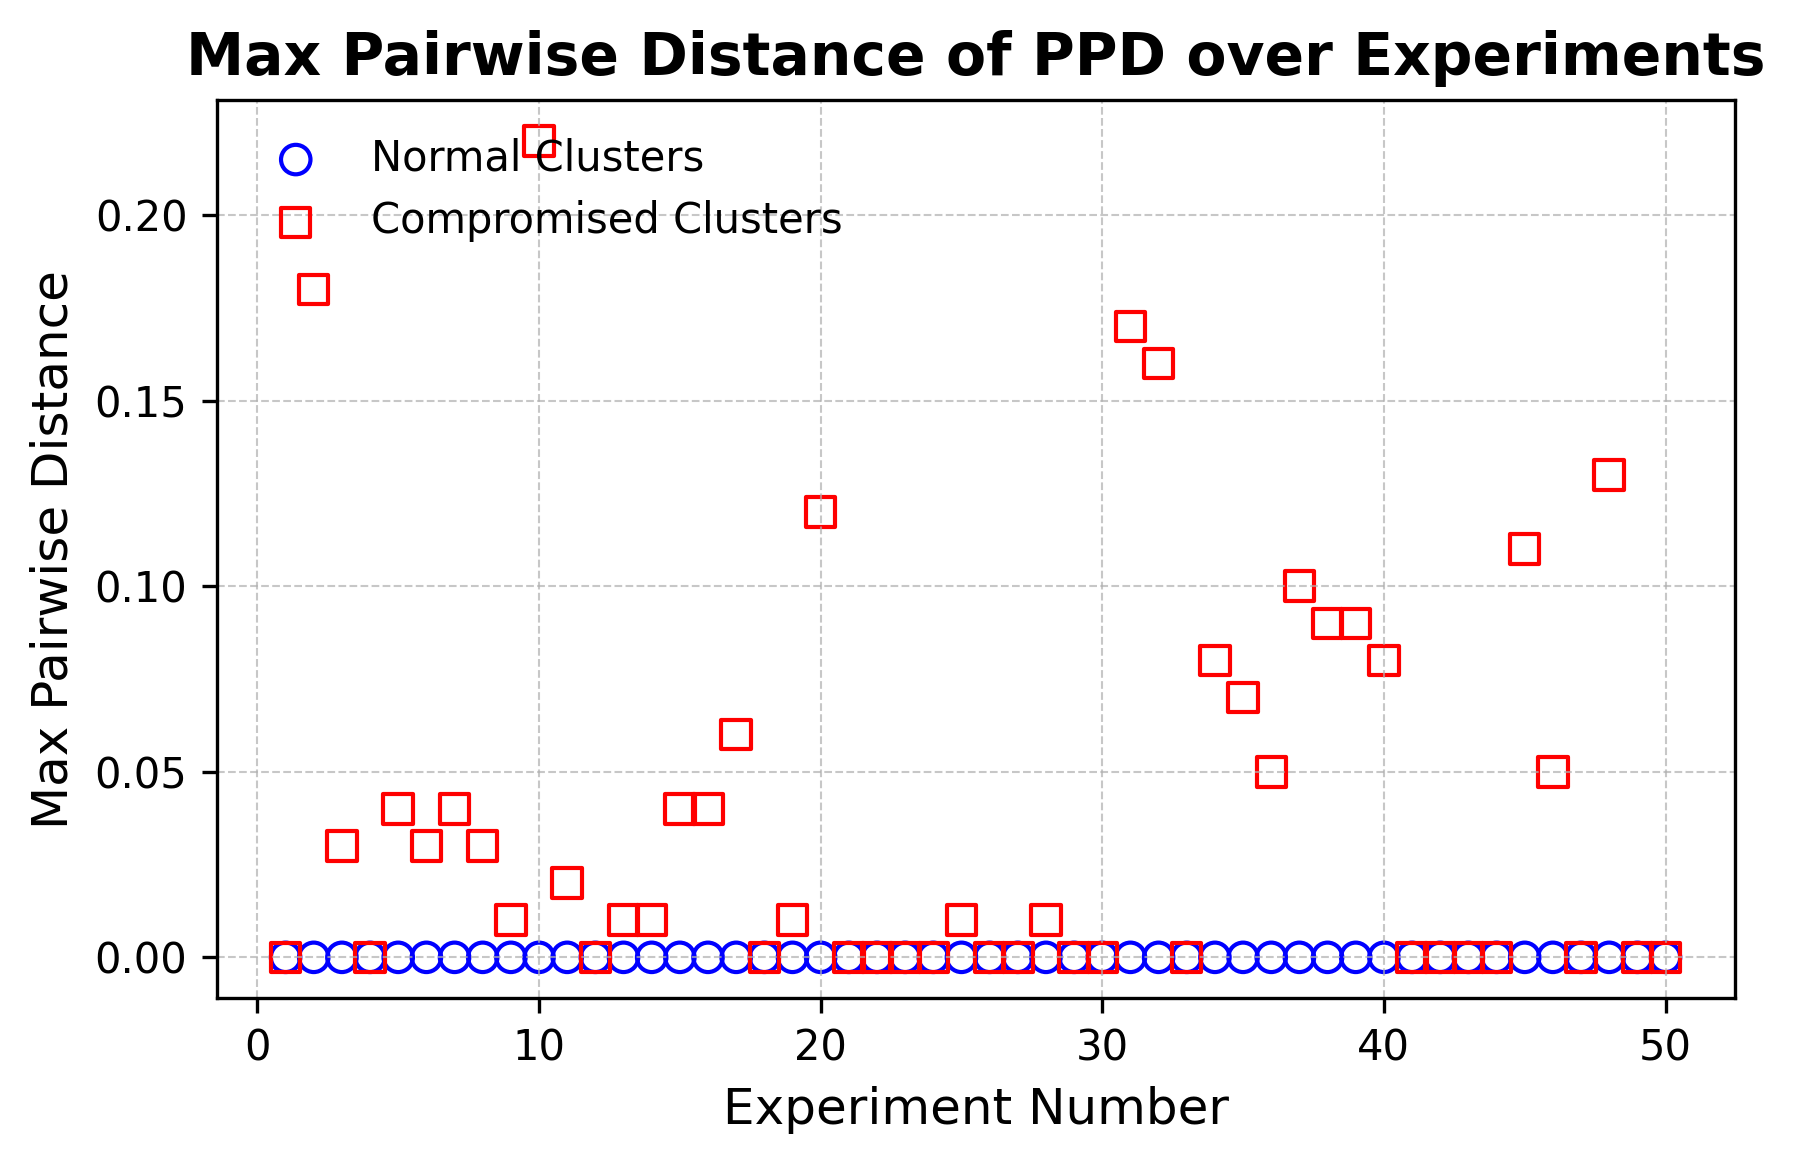 Max Pairwise Distance of PPD over Experiments
Normal Clusters
Compromised Clusters
Max Pairwise Distance
0.20
0.15
0.10
0.05
0.00
0 10 20 30 40 50
Experiment Number